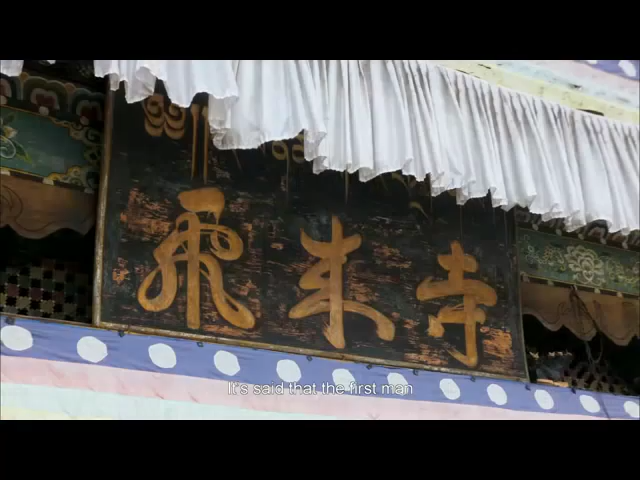 飛来寺
It's said that the first man